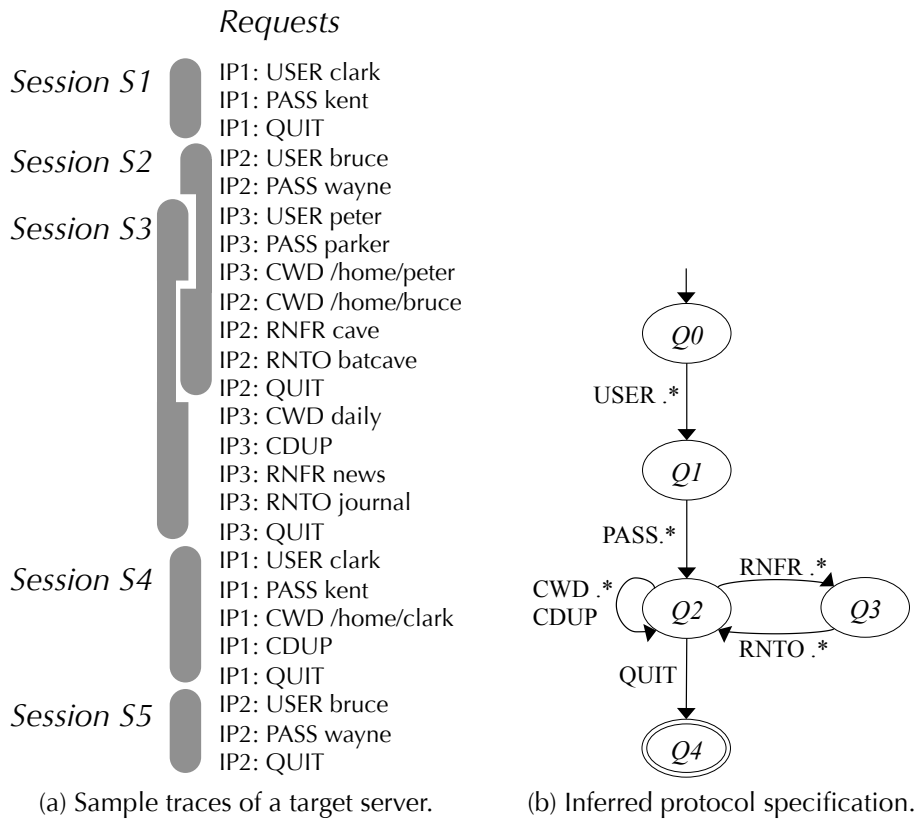 Requests
Session S1
IP1: USER clark
IP1: PASS kent
IP1: QUIT
Session S2
IP2: USER bruce
IP2: PASS wayne
Session S3
IP3: USER peter
IP3: PASS parker
IP3: CWD /home/peter
IP2: CWD /home/bruce
IP2: RNFR cave
IP2: RNTO batcave
IP2: QUIT
IP3: CWD daily
IP3: CDUP
IP3: RNFR news
IP3: RNTO journal
IP3: QUIT
Session S4
IP1: USER clark
IP1: PASS kent
IP1: CWD /home/clark
IP1: CDUP
IP1: QUIT
Session S5
IP2: USER bruce
IP2: PASS wayne
IP2: QUIT
(a) Sample traces of a target server.
Q0
USER .*
Q1
PASS.*
CWD .*
CDUP
Q2
RNFR .*
Q3
RNTO .*
QUIT
Q4
(b) Inferred protocol specification.